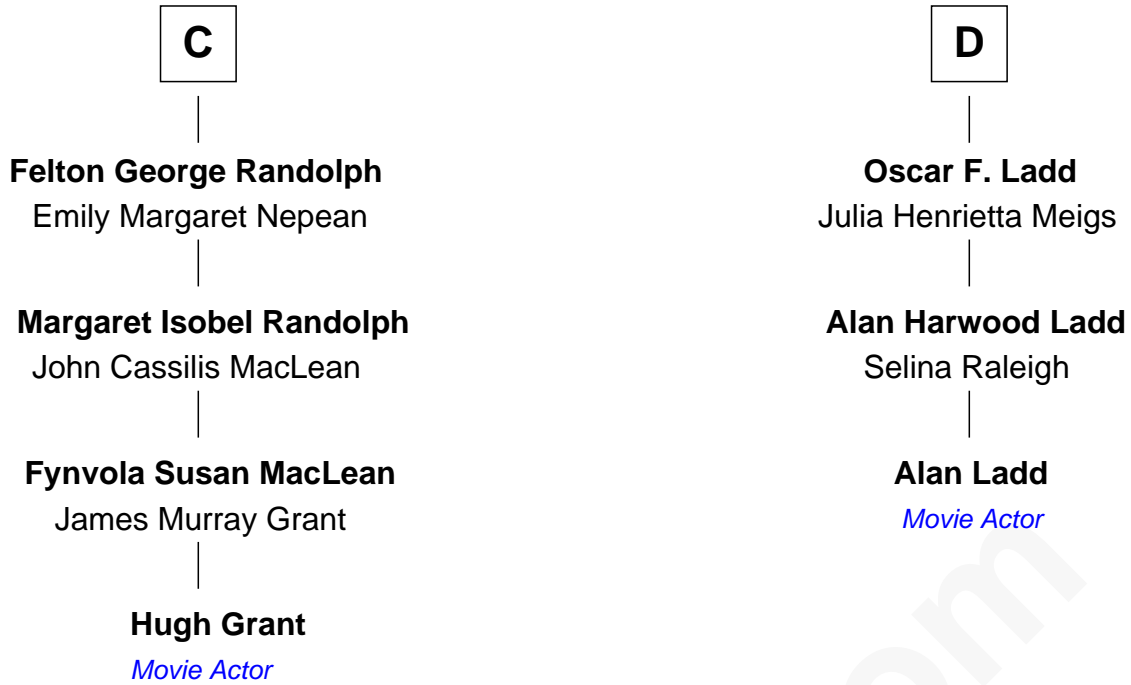 C
Felton George Randolph
Emily Margaret Nepean
Margaret Isobel Randolph
John Cassilis MacLean
Fynvola Susan MacLean
James Murray Grant
Hugh Grant
Movie Actor
D
Oscar F. Ladd
Julia Henrietta Meigs
Alan Harwood Ladd
Selina Raleigh
Alan Ladd
Movie Actor
om